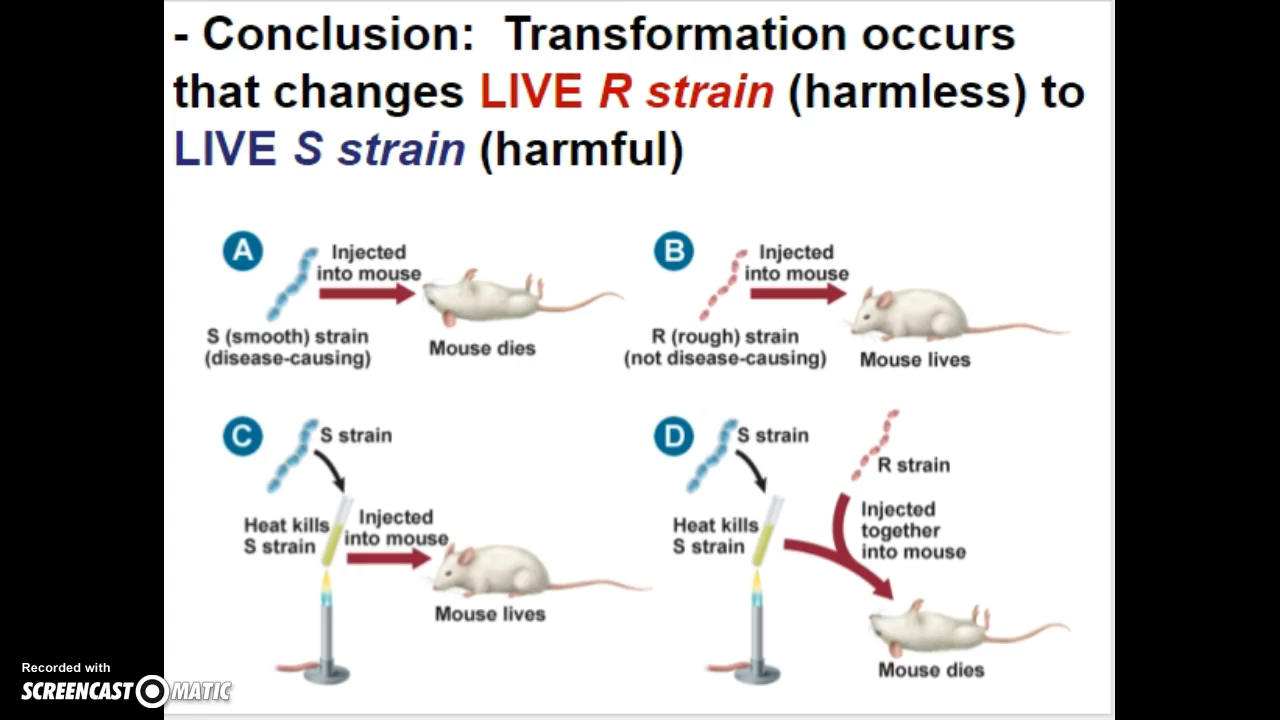 - Conclusion: Transformation occurs
that changes LIVE R strain (harmless) to
LIVE S strain (harmful)
A
Injected
into mouse
S (smooth) strain
(disease-causing)
Mouse dies
B
Injected
into mouse
R (rough) strain
(not disease-causing)
Mouse lives
C
S strain
Heat kills
S strain
Injected
into mouse
Mouse lives
D
S strain
R strain
Heat kills
S strain
Injected
together
into mouse
Mouse dies
Recorded with
SCREENCAST MATIC